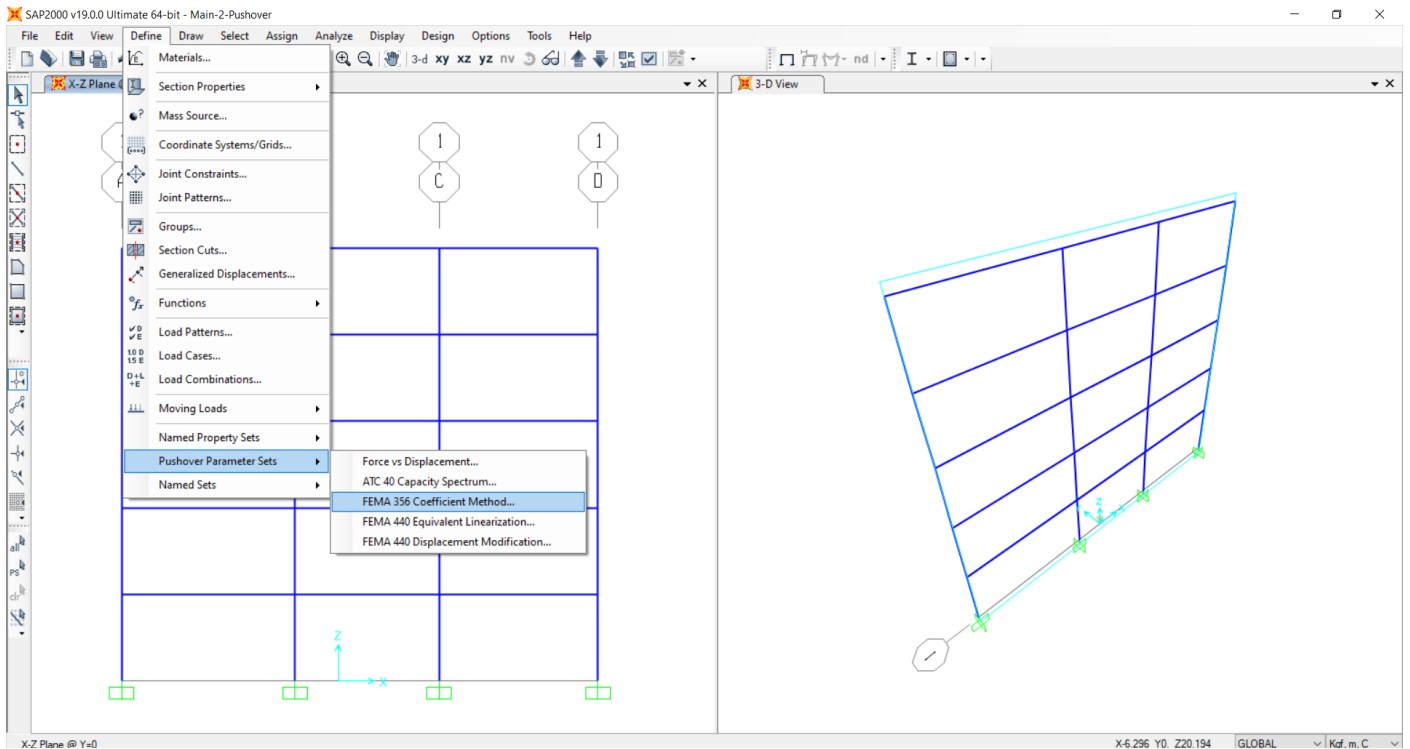 SAP2000 v19.0.0 Ultimate 64-bit - Main-2-Pushover
File Edit View Define Draw Select Assign Analyze Display Design Options Tools Help
3-d xy xz yz nv nd
X-Z Plane
3-D View
Materials...
Section Properties
Mass Source...
Coordinate Systems/Grids...
Joint Constraints...
Joint Patterns...
Groups...
Section Cuts...
Generalized Displacements...
Functions
Load Patterns...
Load Cases...
Load Combinations...
Moving Loads
Named Property Sets
Pushover Parameter Sets
Named Sets
Force vs Displacement...
ATC 40 Capacity Spectrum...
FEMA 356 Coefficient Method...
FEMA 440 Equivalent Linearization...
FEMA 440 Displacement Modification...
1 1
C D
Z
X
Z
all
PS
clr
X-Z Plane @ Y=0
X-6.296 Y0. Z20.194 GLOBAL Kgf, m, C